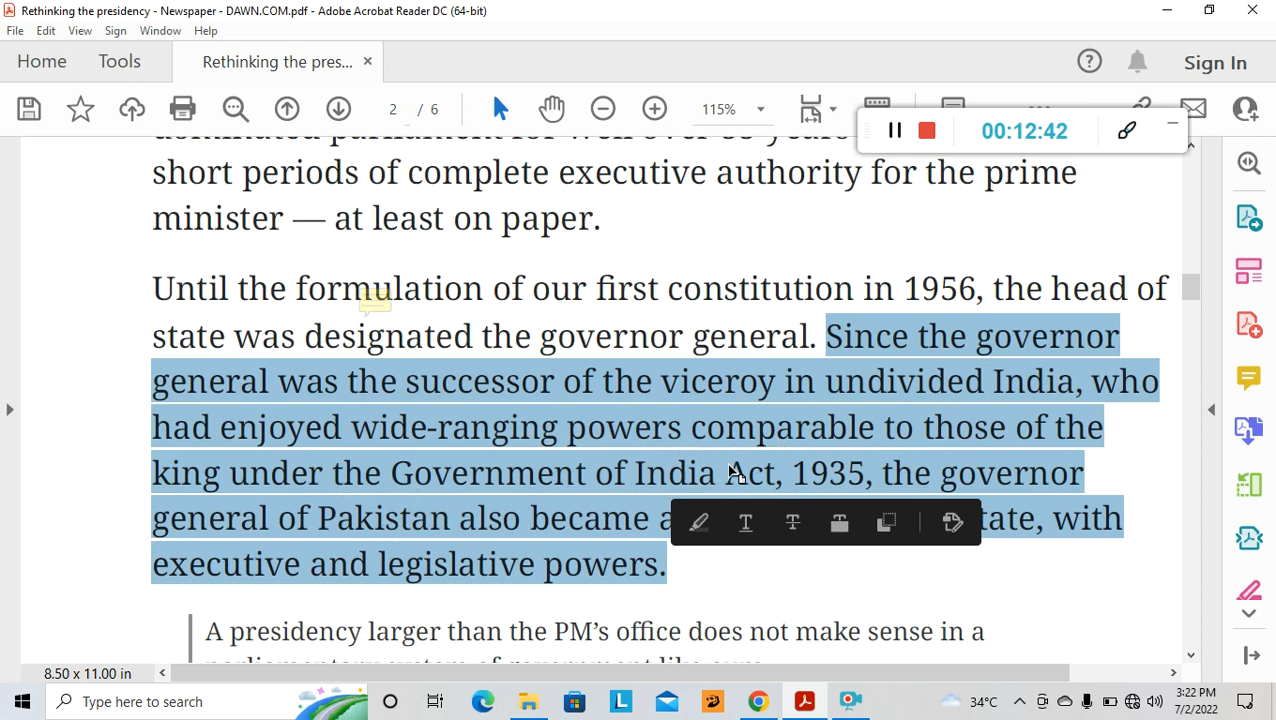 Rethinking the presidency - Newspaper - DAWN.COM.pdf - Adobe Acrobat Reader DC (64-bit)
File Edit View Sign Window Help
Home Tools Rethinking the pres... × Sign In
2 / 6 115%
00:12:42
short periods of complete executive authority for the prime
minister — at least on paper.
Until the formulation of our first constitution in 1956, the head of
state was designated the governor general. Since the governor
general was the successor of the viceroy in undivided India, who
had enjoyed wide-ranging powers comparable to those of the
king under the Government of India Act, 1935, the governor
general of Pakistan also became a tate, with
executive and legislative powers.
A presidency larger than the PM's office does not make sense in a
8.50 x 11.00 in
Type here to search 34°C 3:22 PM
7/2/2022